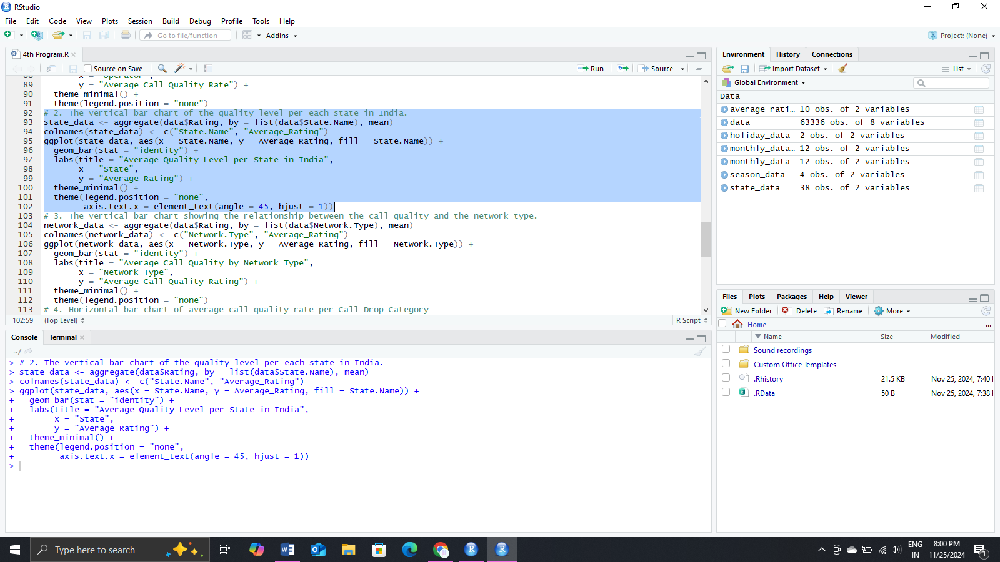 RStudio
File Edit Code View Plots Session Build Debug Profile Tools Help
Go to file/function Addins Project: (None)
4th Program.R
Source on Save Run Source
88 x = "Operator",
89 y = "Average Call Quality Rate") +
90 theme_minimal() +
91 theme(legend.position = "none")
92 # 2. The vertical bar chart of the quality level per each state in India.
93 state_data <- aggregate(data$Rating, by = list(data$State.Name), mean)
94 colnames(state_data) <- c("State.Name", "Average_Rating")
95 ggplot(state_data, aes(x = State.Name, y = Average_Rating, fill = State.Name)) +
96 geom_bar(stat = "identity") +
97 labs(title = "Average Quality Level per State in India",
98 x = "State",
99 y = "Average Rating") +
100 theme_minimal() +
101 theme(legend.position = "none",
102 axis.text.x = element_text(angle = 45, hjust = 1))
103 # 3. The vertical bar chart showing the relationship between the call quality and the network type.
104 network_data <- aggregate(data$Rating, by = list(data$Network.Type), mean)
105 colnames(network_data) <- c("Network.Type", "Average_Rating")
106 ggplot(network_data, aes(x = Network.Type, y = Average_Rating, fill = Network.Type)) +
107 geom_bar(stat = "identity") +
108 labs(title = "Average Call Quality by Network Type",
109 x = "Network Type",
110 y = "Average Call Quality Rating") +
111 theme_minimal() +
112 theme(legend.position = "none")
113 # 4. Horizontal bar chart of average call quality rate per Call Drop Category
102:59 (Top Level) R Script
Console Terminal
~/
> # 2. The vertical bar chart of the quality level per each state in India.
> state_data <- aggregate(data$Rating, by = list(data$State.Name), mean)
> colnames(state_data) <- c("State.Name", "Average_Rating")
> ggplot(state_data, aes(x = State.Name, y = Average_Rating, fill = State.Name)) +
+ geom_bar(stat = "identity") +
+ labs(title = "Average Quality Level per State in India",
+ x = "State",
+ y = "Average Rating") +
+ theme_minimal() +
+ theme(legend.position = "none",
+ axis.text.x = element_text(angle = 45, hjust = 1))
>
Environment History Connections
Import Dataset List
Global Environment
Data
average_rati… 10 obs. of 2 variables
data 63336 obs. of 8 variables
holiday_data 2 obs. of 2 variables
monthly_data… 12 obs. of 2 variables
monthly_data… 12 obs. of 2 variables
season_data 4 obs. of 2 variables
state_data 38 obs. of 2 variables
Files Plots Packages Help Viewer
New Folder Delete Rename More
Home ...
Name Size Modified
Sound recordings
Custom Office Templates
.Rhistory 21.5 KB Nov 25, 2024, 7:40
.RData 50 B Nov 25, 2024, 7:38
Type here to search
ENG 8:00 PM
IN 11/25/2024 1